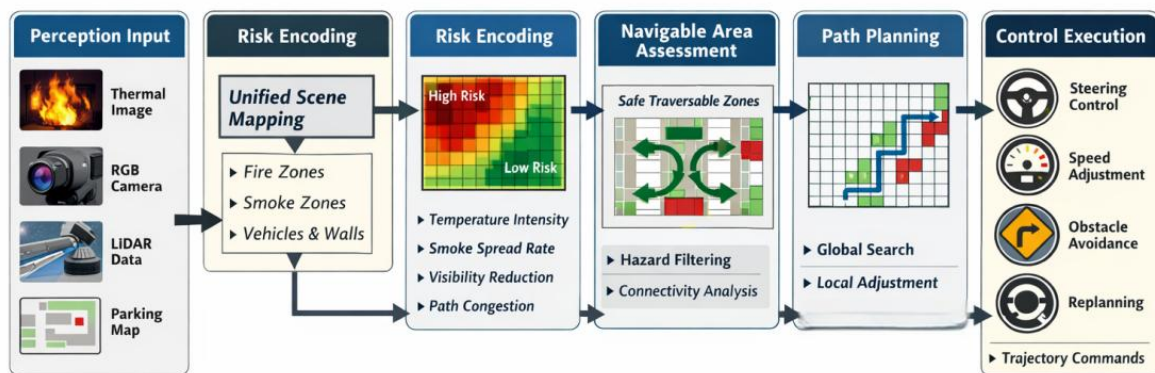 Perception Input
Thermal
Image
RGB
Camera
LiDAR
Data
Parking
Map
Risk Encoding
Unified Scene
Mapping
▸ Fire Zones
▸ Smoke Zones
▸ Vehicles & Walls
Risk Encoding
High Risk
Low Risk
▸ Temperature Intensity
▸ Smoke Spread Rate
▸ Visibility Reduction
▸ Path Congestion
Navigable Area
Assessment
Safe Traversable Zones
▸ Hazard Filtering
▸ Connectivity Analysis
Path Planning
▸ Global Search
▸ Local Adjustment
Control Execution
Steering
Control
Speed
Adjustment
Obstacle
Avoidance
Replanning
▸ Trajectory Commands